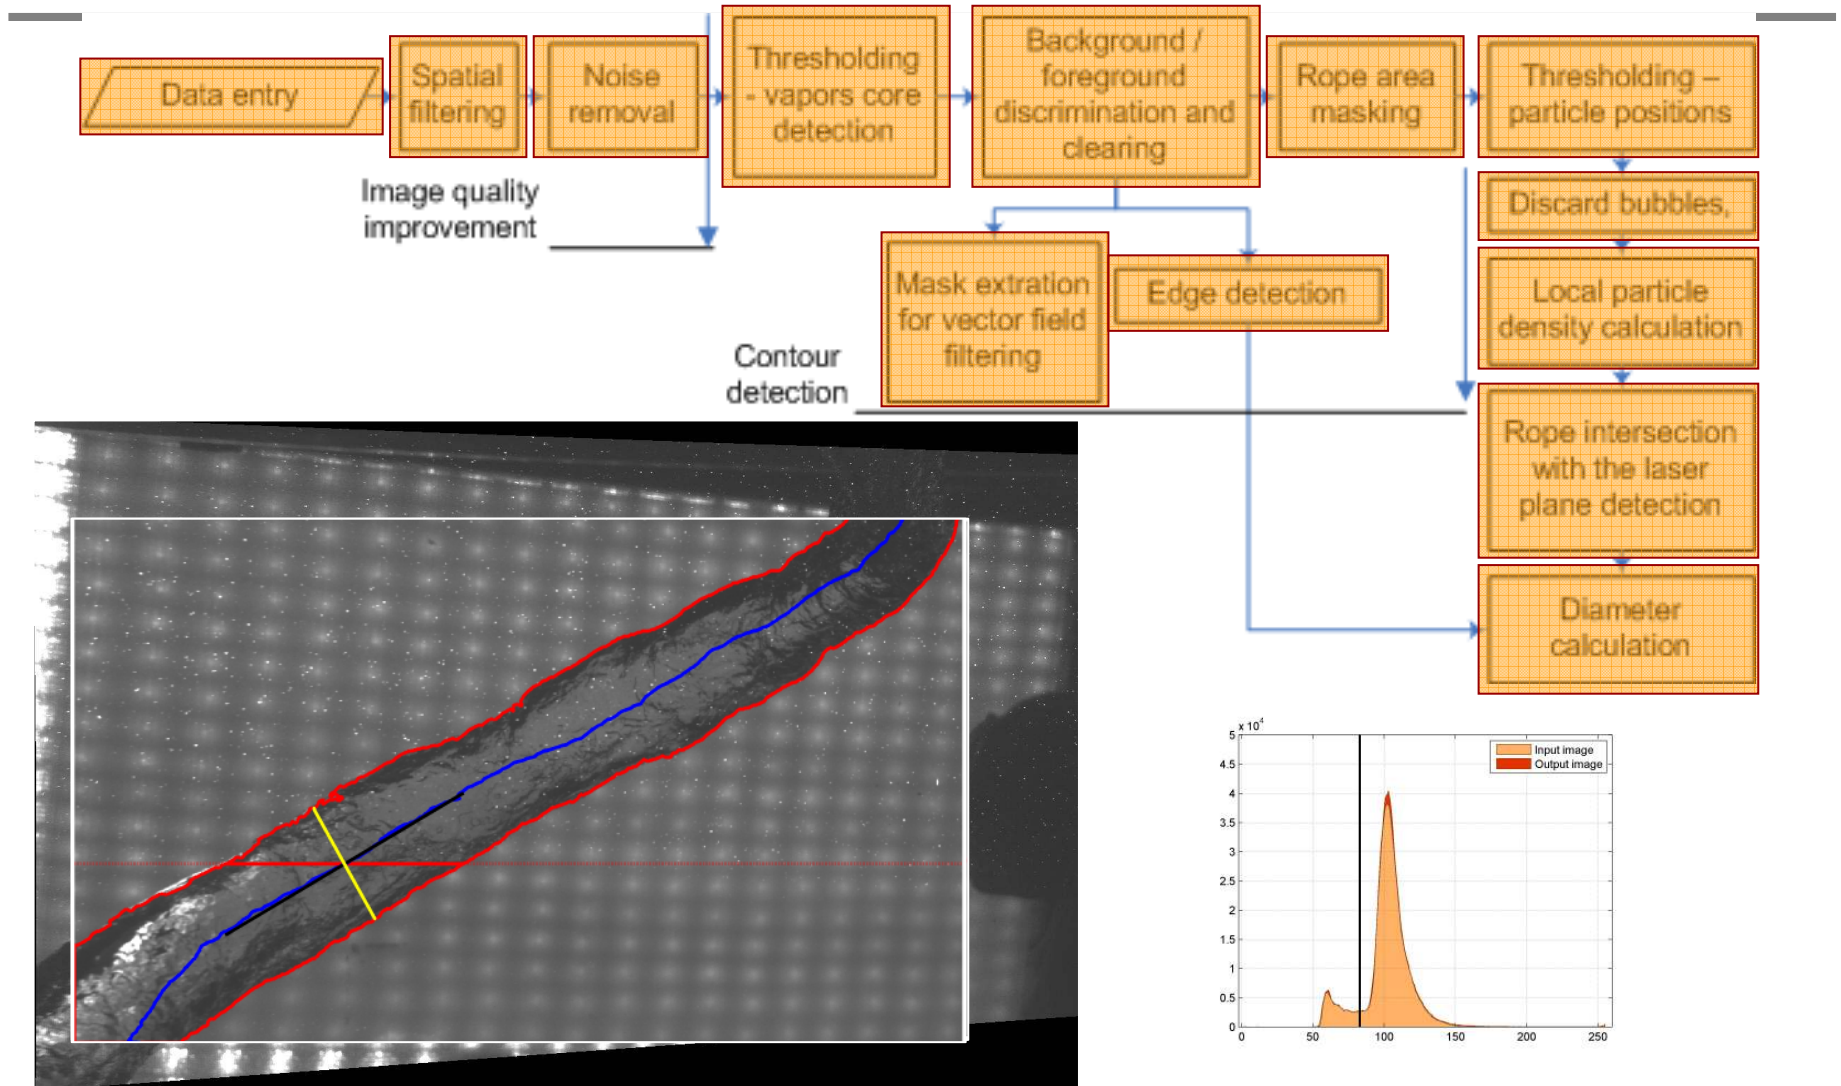 Data entry
Spatial
filtering
Noise
removal
Thresholding
- vapors core
detection
Background /
foreground
discrimination and
clearing
Rope area
masking
Thresholding –
particle positions
Image quality
improvement
Discard bubbles,
Mask extration
for vector field
filtering
Edge detection
Local particle
density calculation
Contour
detection
Rope intersection
with the laser
plane detection
Diameter
calculation
x 10^4
5
4.5
4
3.5
3
2.5
2
1.5
1
0.5
0
Input image
Output image
0 50 100 150 200 250